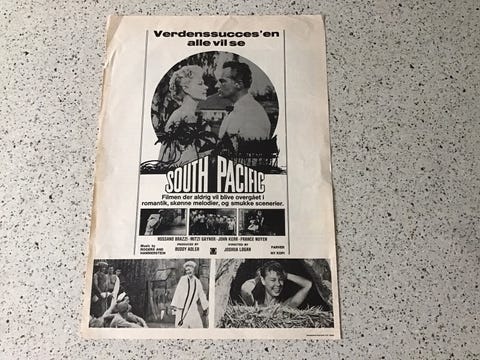 Verdenssucces'en
alle vil se
SOUTH PACIFIC
Filmen der aldrig vil blive overgået i
romantik, skønne melodier, og smukke scenerier.
ROSSANO BRAZZI · MITZI GAYNOR · JOHN KERR · FRANCE NUYEN
Music by
RODGERS AND
HAMMERSTEIN
PRODUCED BY
BUDDY ADLER
DIRECTED BY
JOSHUA LOGAN
FARVER
NY KOPI